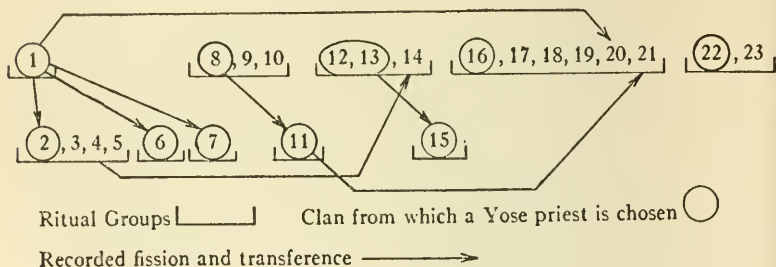 1 8, 9, 10 12, 13, 14 16, 17, 18, 19, 20, 21 22, 23
2, 3, 4, 5 6 7 11 15
Ritual Groups Clan from which a Yose priest is chosen
Recorded fission and transference